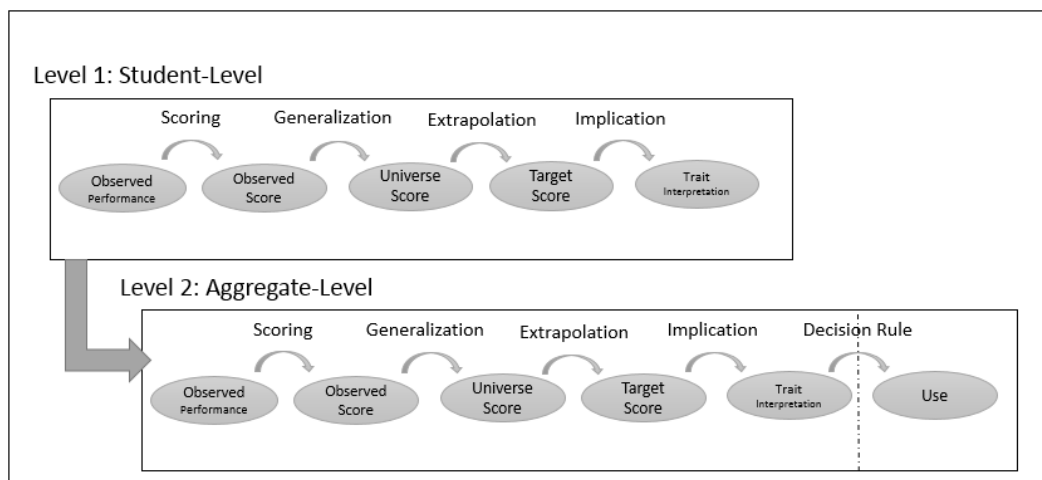 Level 1: Student-Level
Scoring
Generalization
Extrapolation
Implication
Observed
Performance
Observed
Score
Universe
Score
Target
Score
Trait
Interpretation
Level 2: Aggregate-Level
Scoring
Generalization
Extrapolation
Implication
Decision Rule
Observed
Performance
Observed
Score
Universe
Score
Target
Score
Trait
Interpretation
Use